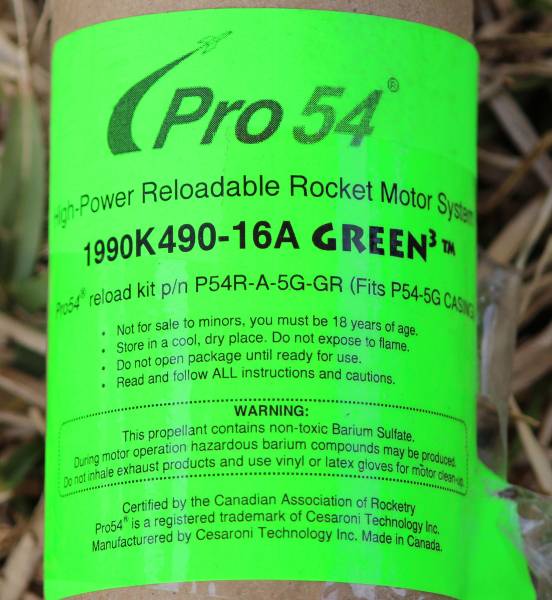 Pro 54®
High-Power Reloadable Rocket Motor System
1990K490-16A GREEN³ ™
Pro54® reload kit p/n P54R-A-5G-GR (Fits P54-5G CASING)
• Not for sale to minors, you must be 18 years of age.
• Store in a cool, dry place. Do not expose to flame.
• Do not open package until ready for use.
• Read and follow ALL instructions and cautions.
WARNING:
This propellant contains non-toxic Barium Sulfate.
During motor operation hazardous barium compounds may be produced.
Do not inhale exhaust products and use vinyl or latex gloves for motor clean-up.
Certified by the Canadian Association of Rocketry
Pro54® is a registered trademark of Cesaroni Technology Inc.
Manufacturered by Cesaroni Technology Inc. Made in Canada.